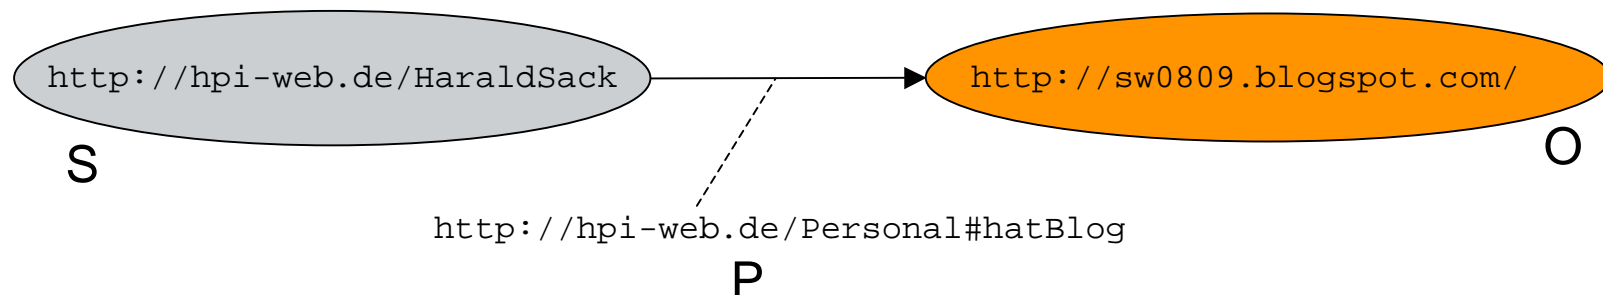 http://hpi-web.de/HaraldSack
http://sw0809.blogspot.com/
S
O
http://hpi-web.de/Personal#hatBlog
P